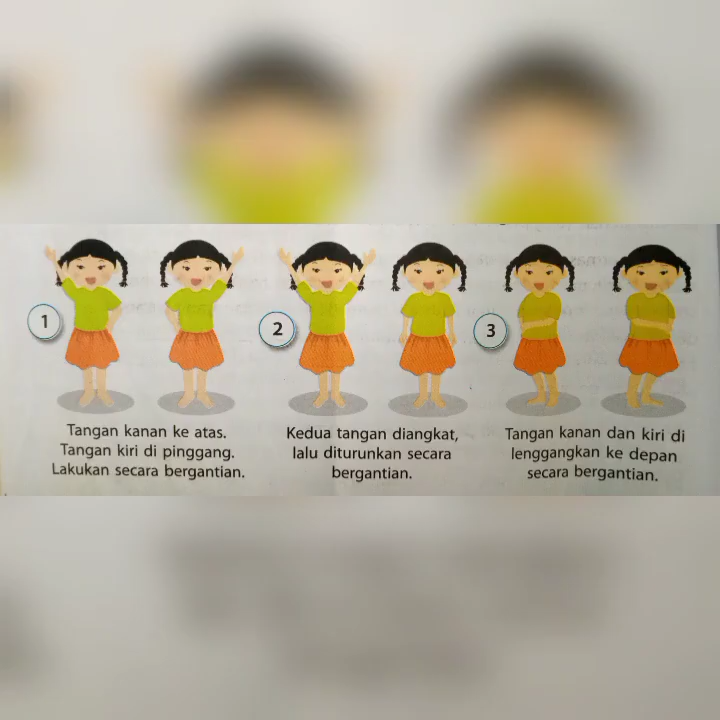 1
Tangan kanan ke atas.
Tangan kiri di pinggang.
Lakukan secara bergantian.
2
Kedua tangan diangkat,
lalu diturunkan secara
bergantian.
3
Tangan kanan dan kiri di
lenggangkan ke depan
secara bergantian.